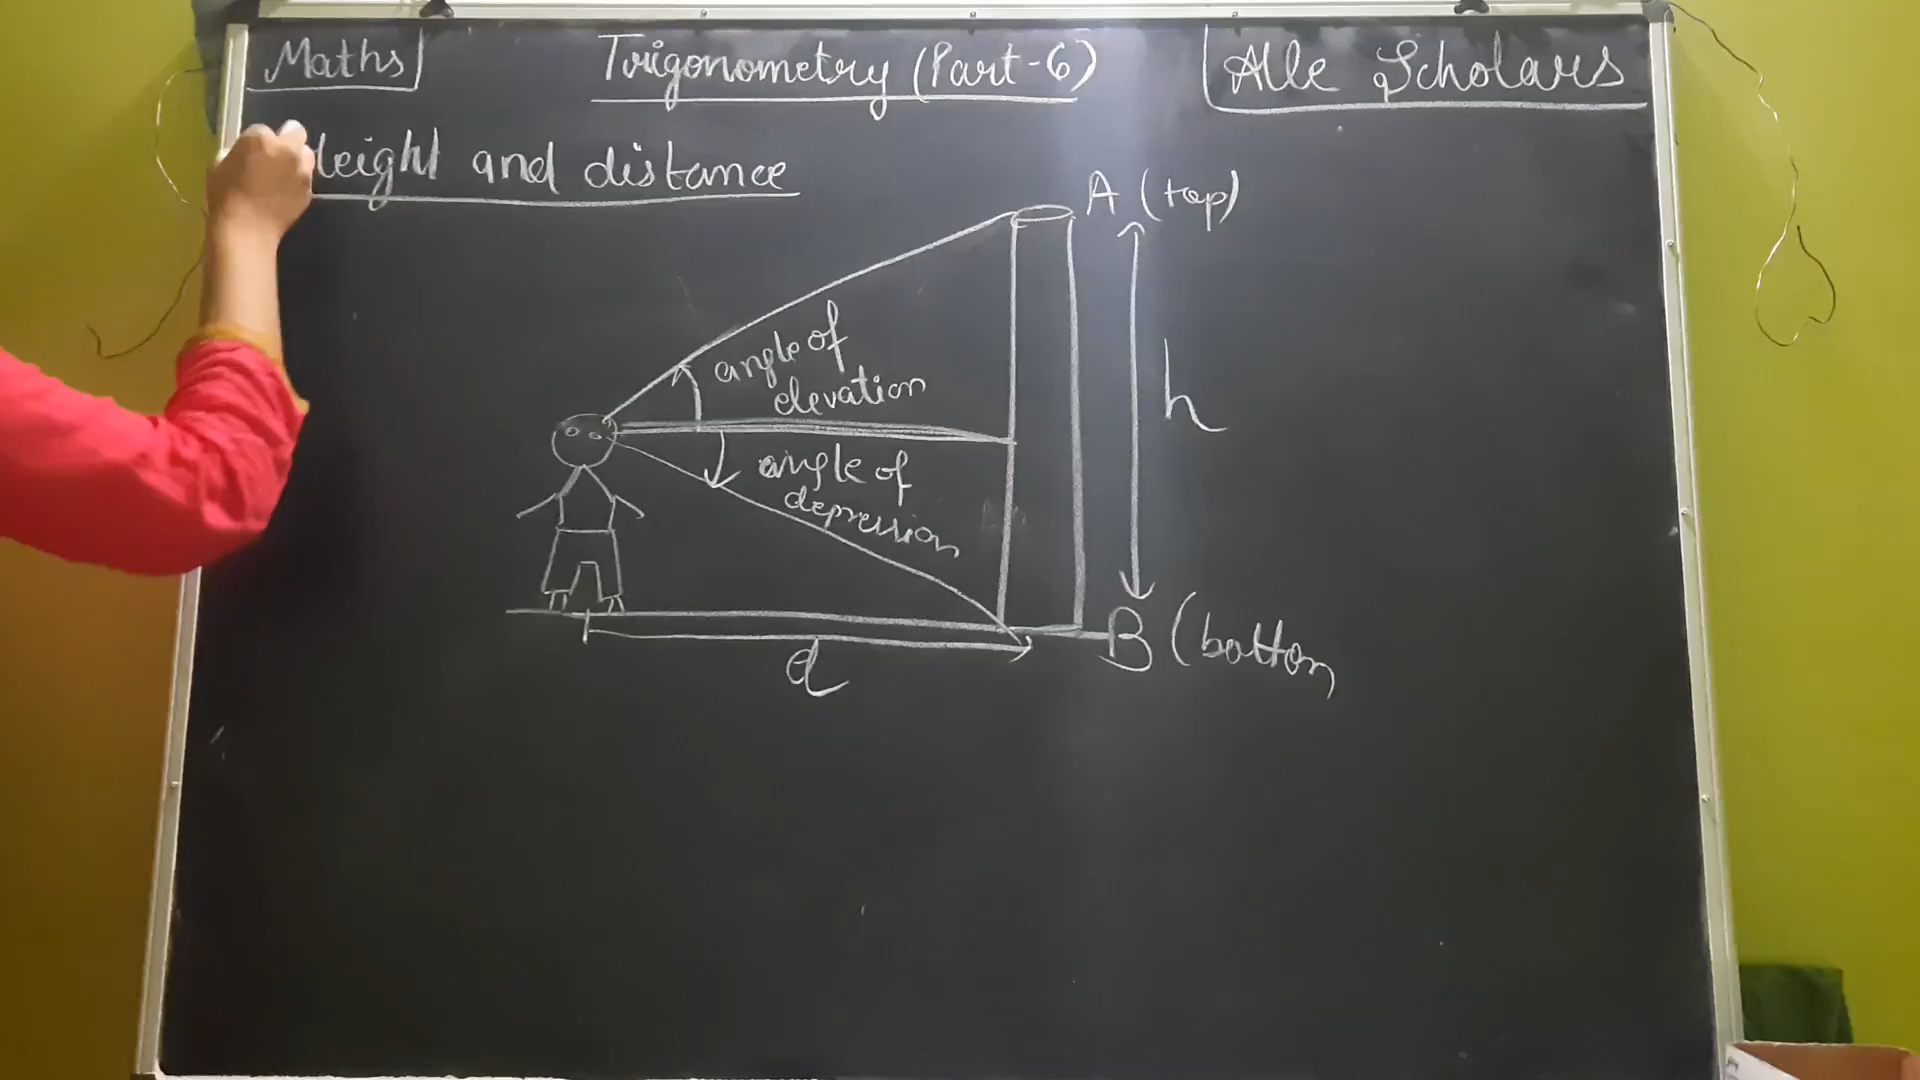 Maths
Trigonometry (Part-6)
Alle Scholars
Height and distance
A (top)
angle of
elevation
h
angle of
depression
B (bottom
d